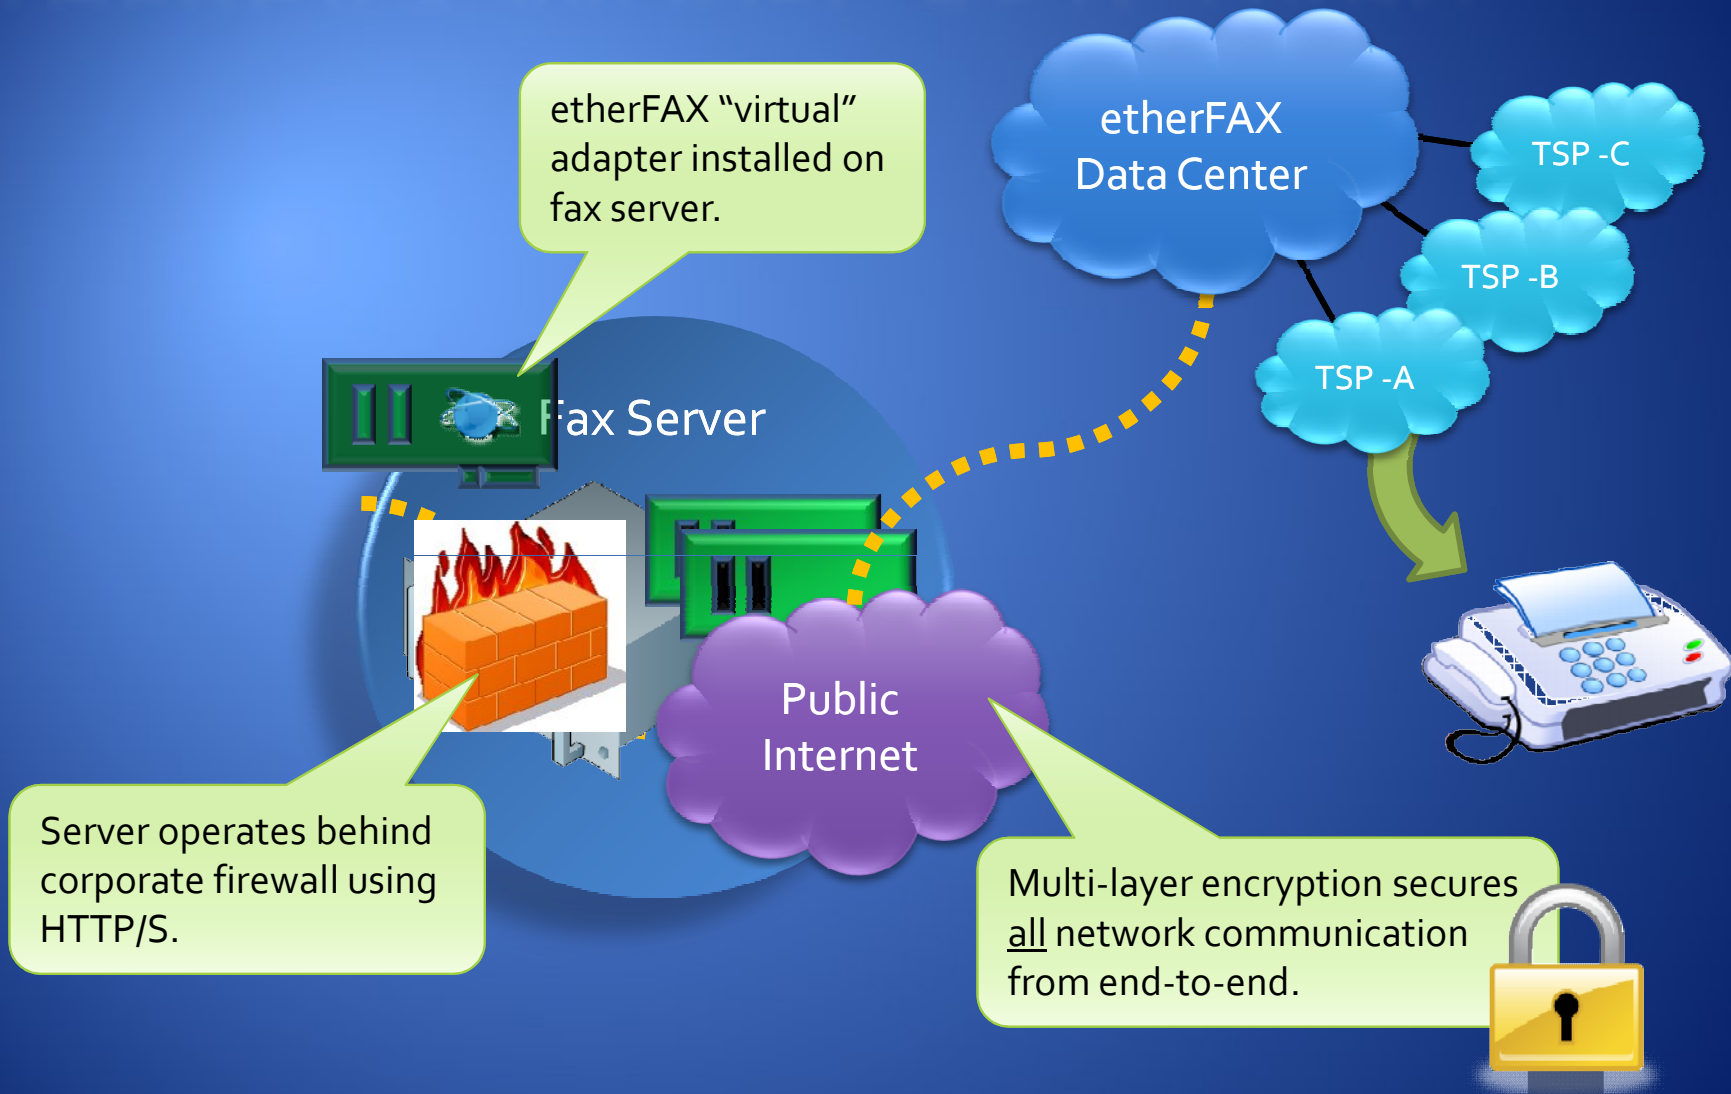 etherFAX “virtual”
adapter installed on
fax server.
etherFAX
Data Center
TSP -C
TSP -B
TSP -A
Fax Server
Public
Internet
Server operates behind
corporate firewall using
HTTP/S.
Multi-layer encryption secures
all network communication
from end-to-end.